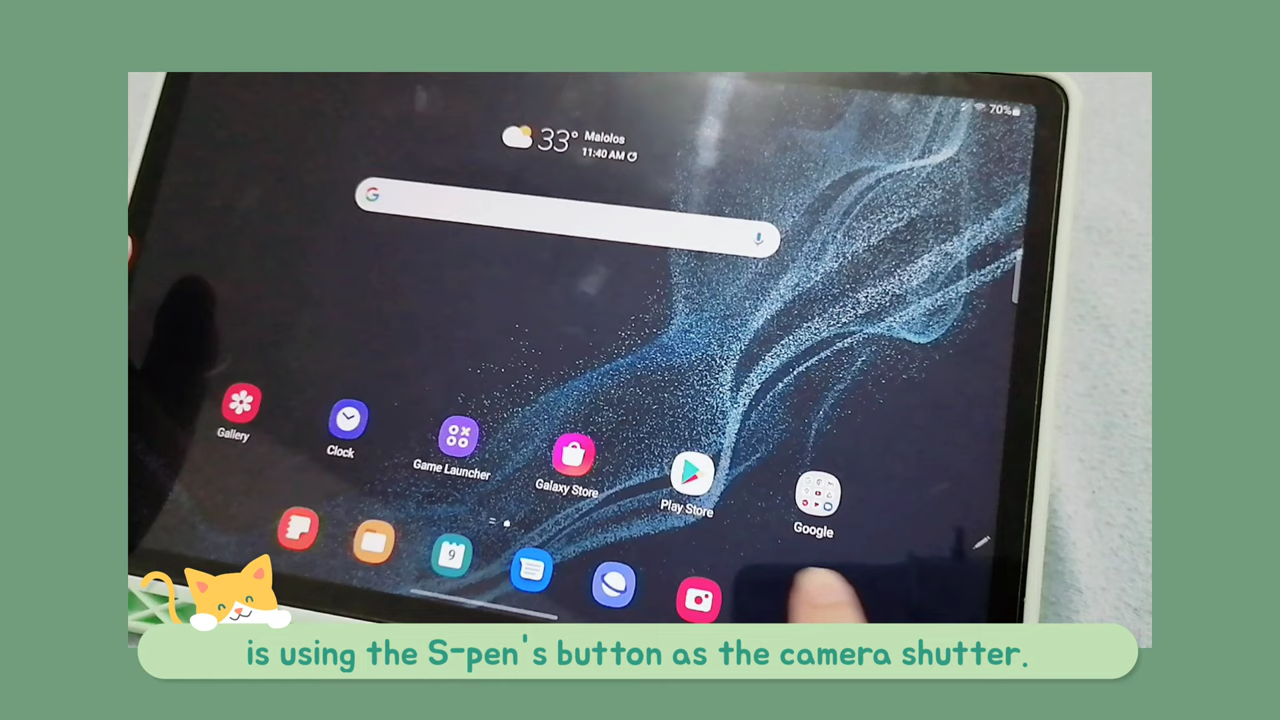 70%
33° Malolos
11:40 AM
G
Gallery
Clock
Game Launcher
Galaxy Store
Play Store
Google
9
is using the S-pen's button as the camera shutter.